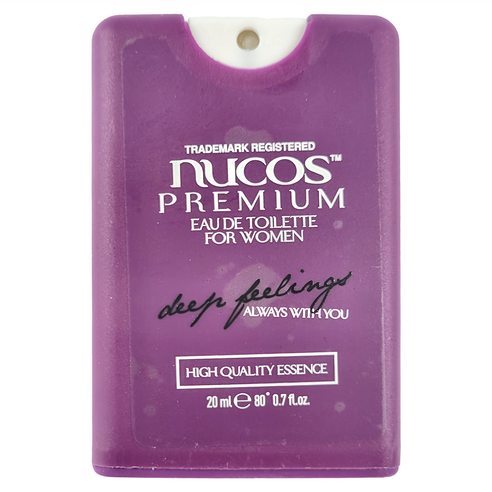 TRADEMARK REGISTERED
nucos™
PREMIUM
EAU DE TOILETTE
FOR WOMEN
deep feelings
ALWAYS WITH YOU
HIGH QUALITY ESSENCE
20 ml ℮ 80° 0.7 fl.oz.